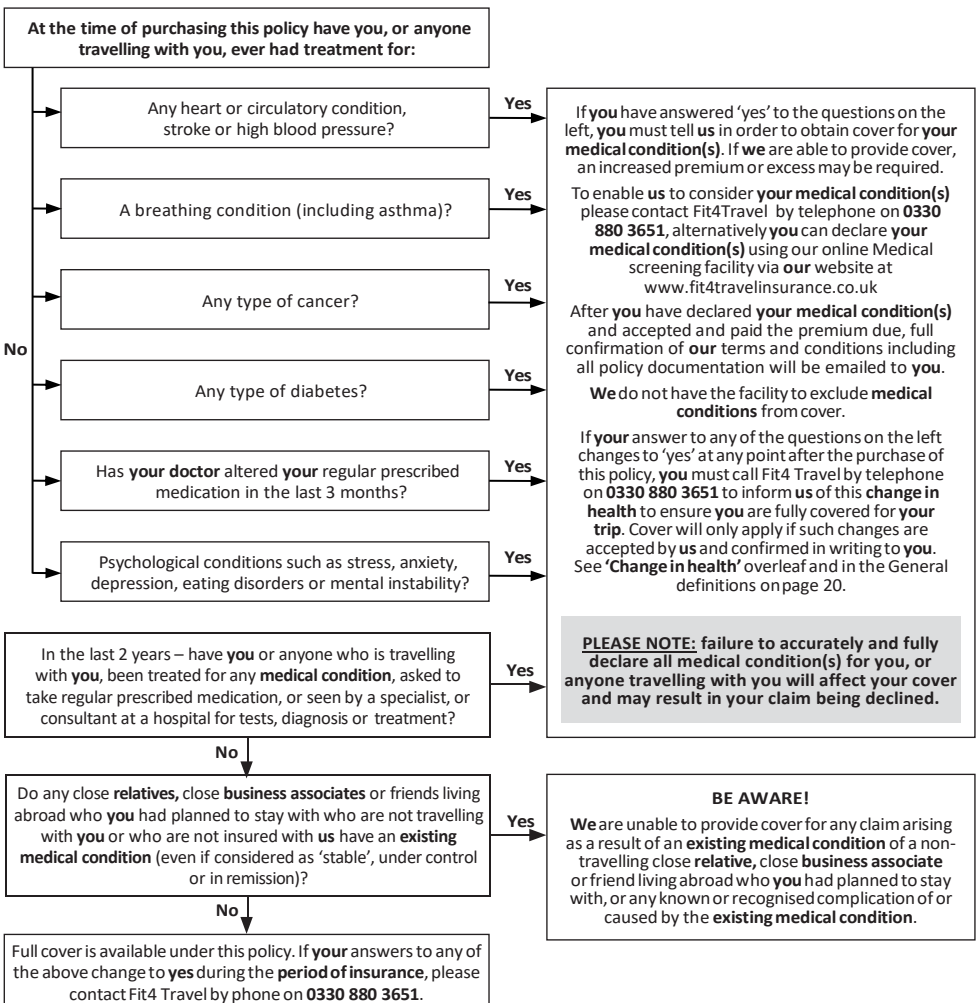 At the time of purchasing this policy have you, or anyone
travelling with you, ever had treatment for:
Any heart or circulatory condition,
stroke or high blood pressure?
Yes
A breathing condition (including asthma)?
Yes
Any type of cancer?
Yes
No
Any type of diabetes?
Yes
Has your doctor altered your regular prescribed
medication in the last 3 months?
Yes
Psychological conditions such as stress, anxiety,
depression, eating disorders or mental instability?
Yes
If you have answered 'yes' to the questions on the
left, you must tell us in order to obtain cover for your
medical condition(s). If we are able to provide cover,
an increased premium or excess may be required.
To enable us to consider your medical condition(s)
please contact Fit4Travel by telephone on 0330
880 3651, alternatively you can declare your
medical condition(s) using our online Medical
screening facility via our website at
www.fit4travelinsurance.co.uk
After you have declared your medical condition(s)
and accepted and paid the premium due, full
confirmation of our terms and conditions including
all policy documentation will be emailed to you.
We do not have the facility to exclude medical
conditions from cover.
If your answer to any of the questions on the left
changes to 'yes' at any point after the purchase of
this policy, you must call Fit4 Travel by telephone
on 0330 880 3651 to inform us of this change in
health to ensure you are fully covered for your
trip. Cover will only apply if such changes are
accepted by us and confirmed in writing to you.
See 'Change in health' overleaf and in the General
definitions on page 20.
PLEASE NOTE: failure to accurately and fully
declare all medical condition(s) for you, or
anyone travelling with you will affect your cover
and may result in your claim being declined.
In the last 2 years – have you or anyone who is travelling
with you, been treated for any medical condition, asked to
take regular prescribed medication, or seen by a specialist, or
consultant at a hospital for tests, diagnosis or treatment?
Yes
No
Do any close relatives, close business associates or friends living
abroad who you had planned to stay with who are not travelling
with you or who are not insured with us have an existing
medical condition (even if considered as 'stable', under control
or in remission)?
Yes
BE AWARE!
We are unable to provide cover for any claim arising
as a result of an existing medical condition of a non-
travelling close relative, close business associate
or friend living abroad who you had planned to stay
with, or any known or recognised complication of or
caused by the existing medical condition.
No
Full cover is available under this policy. If your answers to any of
the above change to yes during the period of insurance, please
contact Fit4 Travel by phone on 0330 880 3651.